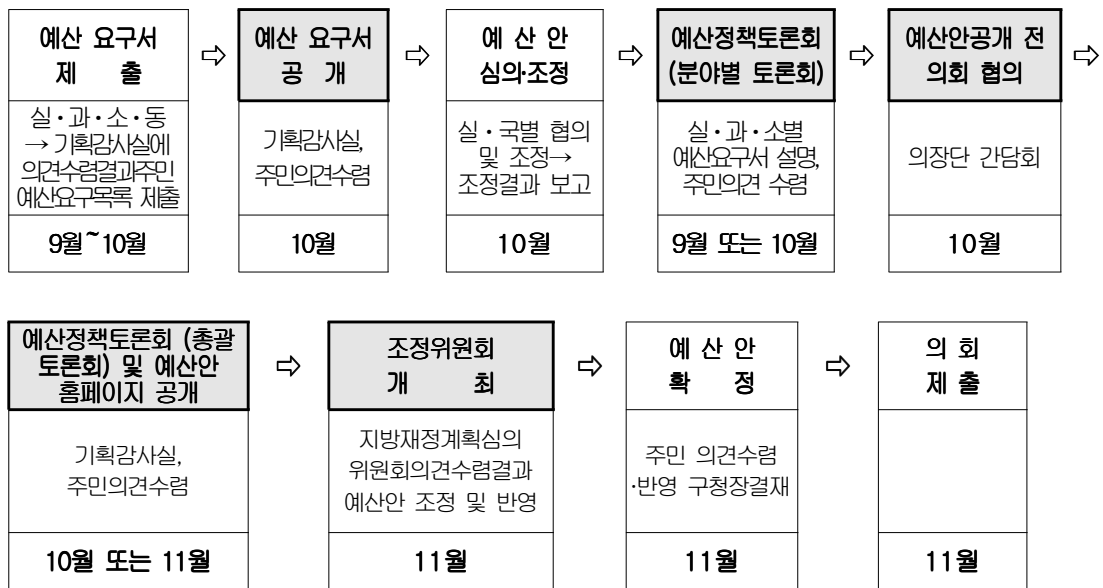 예산 요구서
제 출
⇨
예산 요구서
공 개
⇨
예 산 안
심의·조정
⇨
예산정책토론회
(분야별 토론회)
⇨
예산안공개 전
의회 협의
⇨
실·과·소·동
→ 기획감사실에
의견수렴결과주민
예산요구목록 제출
기획감사실,
주민의견수렴
실·국별 협의
및 조정→
조정결과 보고
실·과·소별
예산요구서 설명,
주민의견 수렴
의장단 간담회
9월~10월
10월
10월
9월 또는 10월
10월
예산정책토론회 (총괄
토론회) 및 예산안
홈페이지 공개
⇨
조정위원회
개 최
⇨
예 산 안
확 정
⇨
의 회
제 출
기획감사실,
주민의견수렴
지방재정계획심의
위원회의견수렴결과
예산안 조정 및 반영
주민 의견수렴
·반영 구청장결재
10월 또는 11월
11월
11월
11월